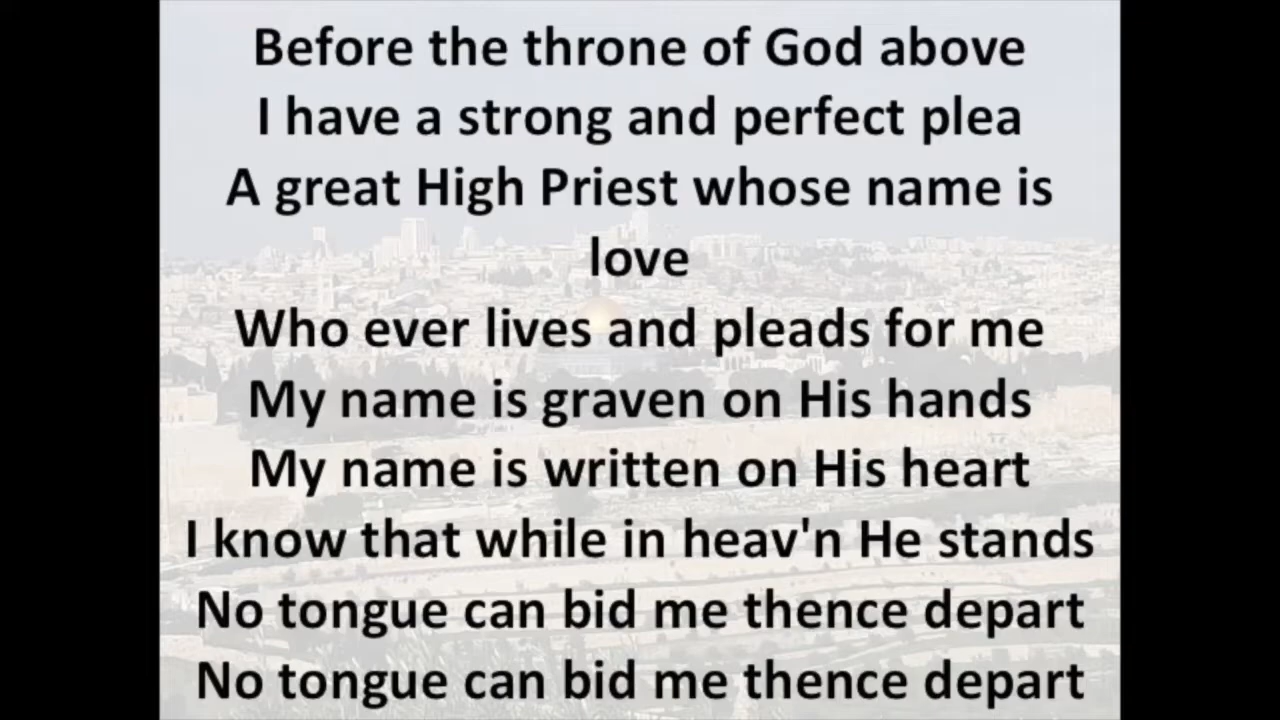 Before the throne of God above
I have a strong and perfect plea
A great High Priest whose name is
love
Who ever lives and pleads for me
My name is graven on His hands
My name is written on His heart
I know that while in heav'n He stands
No tongue can bid me thence depart
No tongue can bid me thence depart